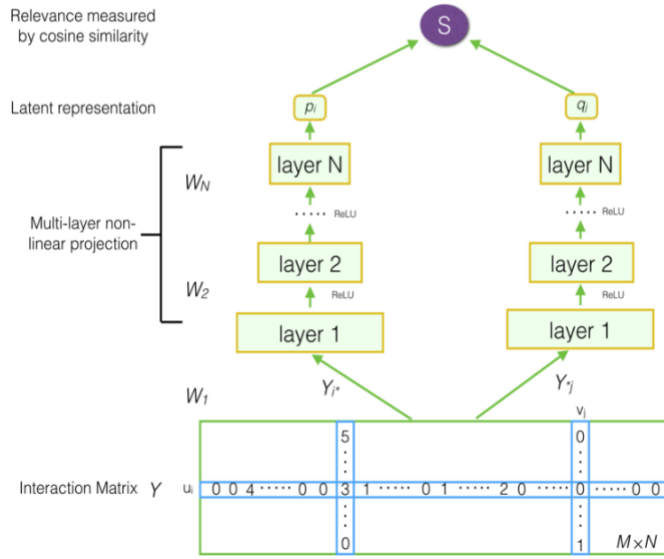 Relevance measured
by cosine similarity
S
Latent representation
pᵢ
qⱼ
layer N
layer N
W_N
····· ReLU
····· ReLU
Multi-layer non-
linear projection
layer 2
layer 2
W₂
ReLU
ReLU
layer 1
layer 1
Yᵢ*
Y*ⱼ
W₁
vⱼ
5
0
Interaction Matrix Y uᵢ 0 0 4 ····· 0 0 3 1 ····· 0 1 ····· 2 0 ····· 0 ····· 0 0
0
1
M×N